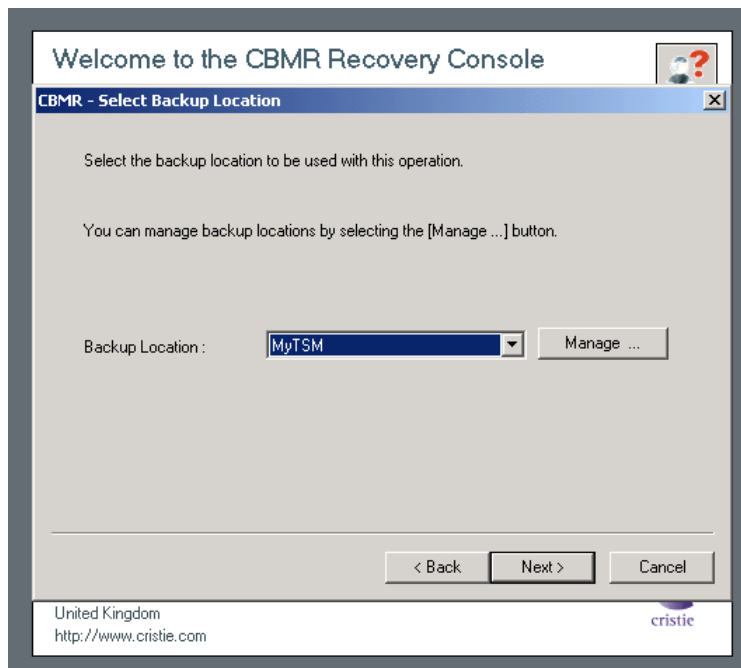 Welcome to the CBMR Recovery Console
?
CBMR - Select Backup Location
Select the backup location to be used with this operation.
You can manage backup locations by selecting the [Manage ...] button.
Backup Location :
MyTSM
Manage ...
< Back
Next >
Cancel
United Kingdom
http://www.cristie.com
cristie